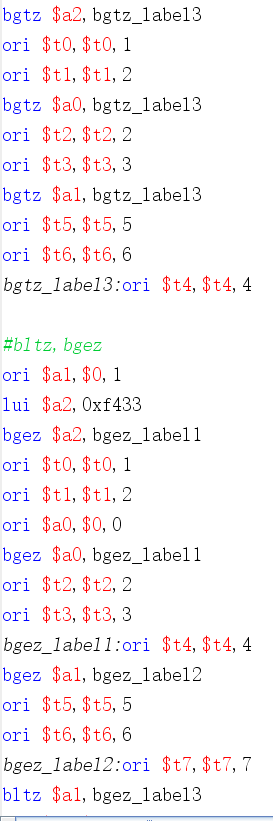 bgtz $a2,bgtz_label3
ori $t0,$t0,1
ori $t1,$t1,2
bgtz $a0,bgtz_label3
ori $t2,$t2,2
ori $t3,$t3,3
bgtz $a1,bgtz_label3
ori $t5,$t5,5
ori $t6,$t6,6
bgtz_label3:ori $t4,$t4,4
#bltz,bgez
ori $a1,$0,1
lui $a2,0xf433
bgez $a2,bgez_label1
ori $t0,$t0,1
ori $t1,$t1,2
ori $a0,$0,0
bgez $a0,bgez_label1
ori $t2,$t2,2
ori $t3,$t3,3
bgez_label1:ori $t4,$t4,4
bgez $a1,bgez_label2
ori $t5,$t5,5
ori $t6,$t6,6
bgez_label2:ori $t7,$t7,7
bltz $a1,bgez_label3